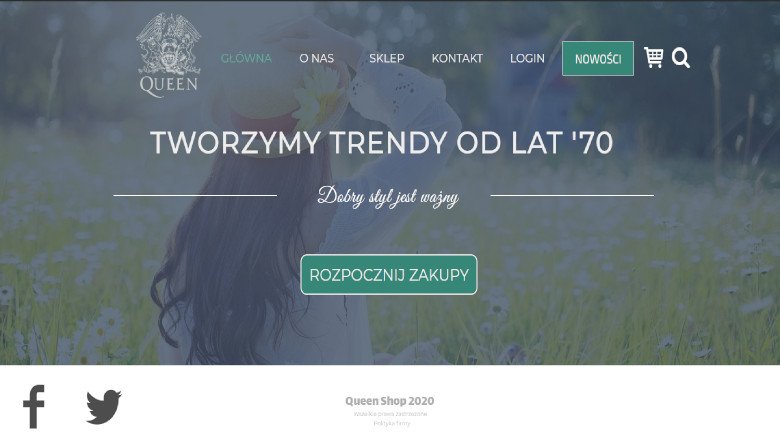 QUEEN
GŁÓWNA O NAS SKLEP KONTAKT LOGIN NOWOŚCI
TWORZYMY TRENDY OD LAT '70
Dobry styl jest ważny
ROZPOCZNIJ ZAKUPY
Queen Shop 2020
Wszelkie prawa zastrzeżone
Polityka firmy